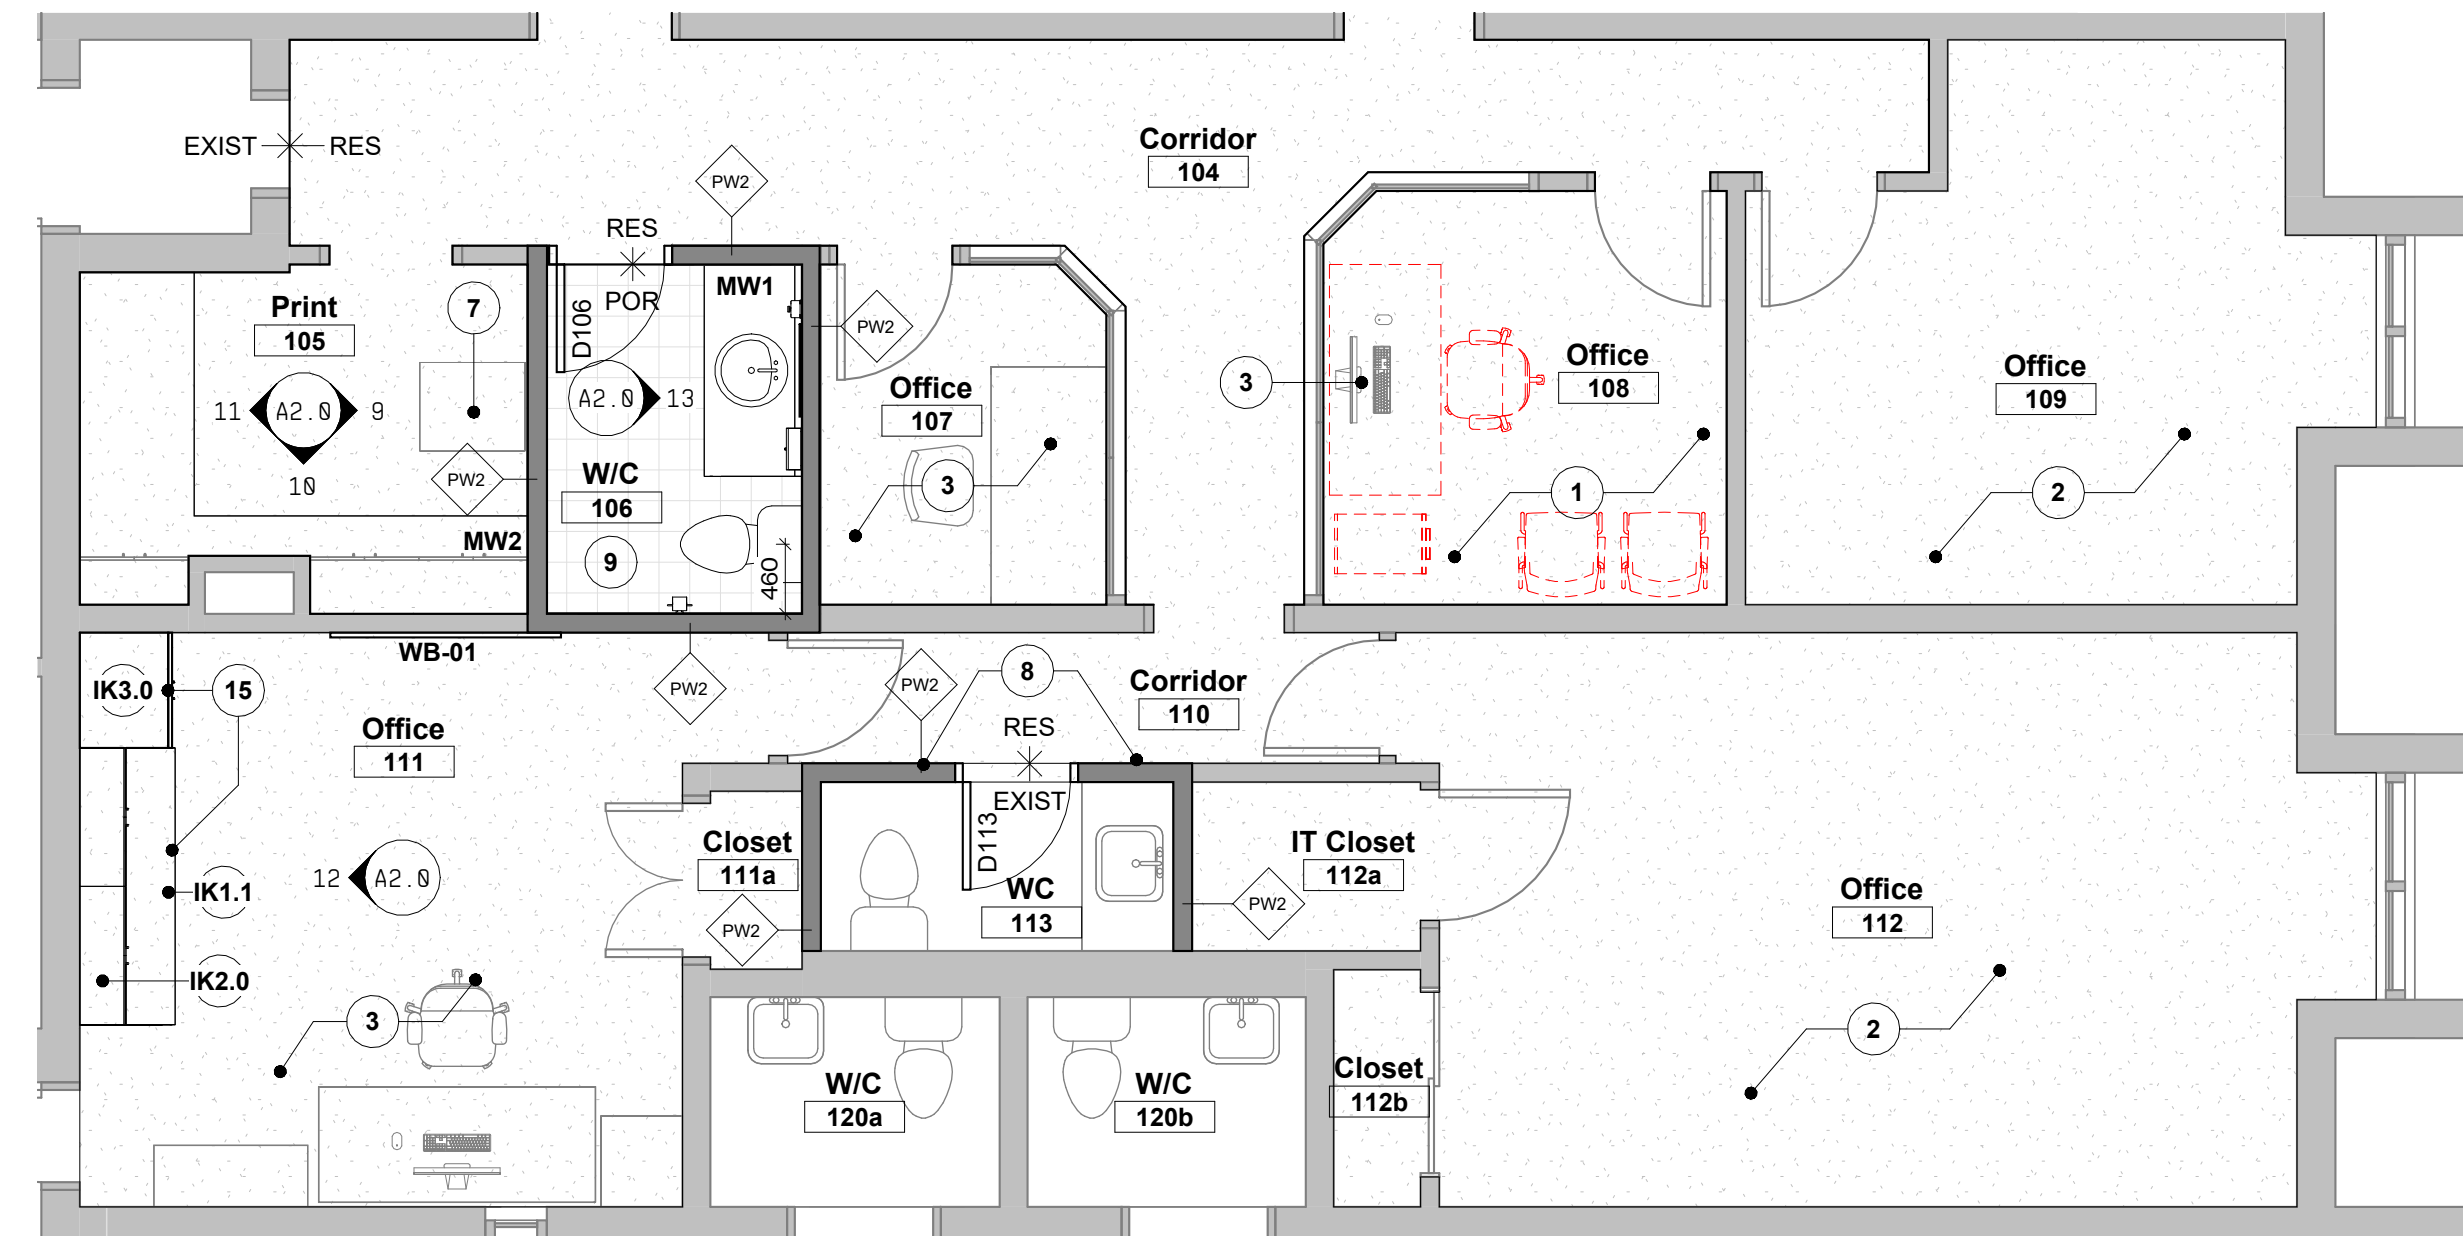 Corridor
104
EXIST
RES
PW2
RES
POR
MW1
D106
Print
105
7
PW2
11
A2.0
9
10
A2.0
13
PW2
W/C
106
9
460
MW2
Office
107
3
3
Office
108
1
Office
109
2
WB-01
IK3.0
15
PW2
PW2
8
Corridor
110
RES
EXIST
D113
Office
111
12
A2.0
IK1.1
IK2.0
3
Closet
111a
PW2
WC
113
IT Closet
112a
PW2
Office
112
2
W/C
120a
W/C
120b
Closet
112b